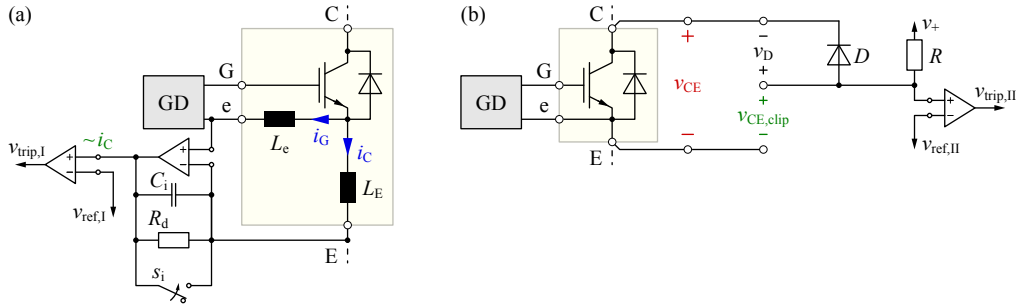 (a)
C
G
GD
e
L_e
i_G
i_C
~i_C
v_trip,I
+
−
+
−
L_E
C_i
v_ref,I
R_d
E
s_i
(b)
C
v_+
+
−
v_D
D
R
G
+
GD
v_CE
e
+
v_trip,II
v_CE,clip
+
−
−
−
E
v_ref,II